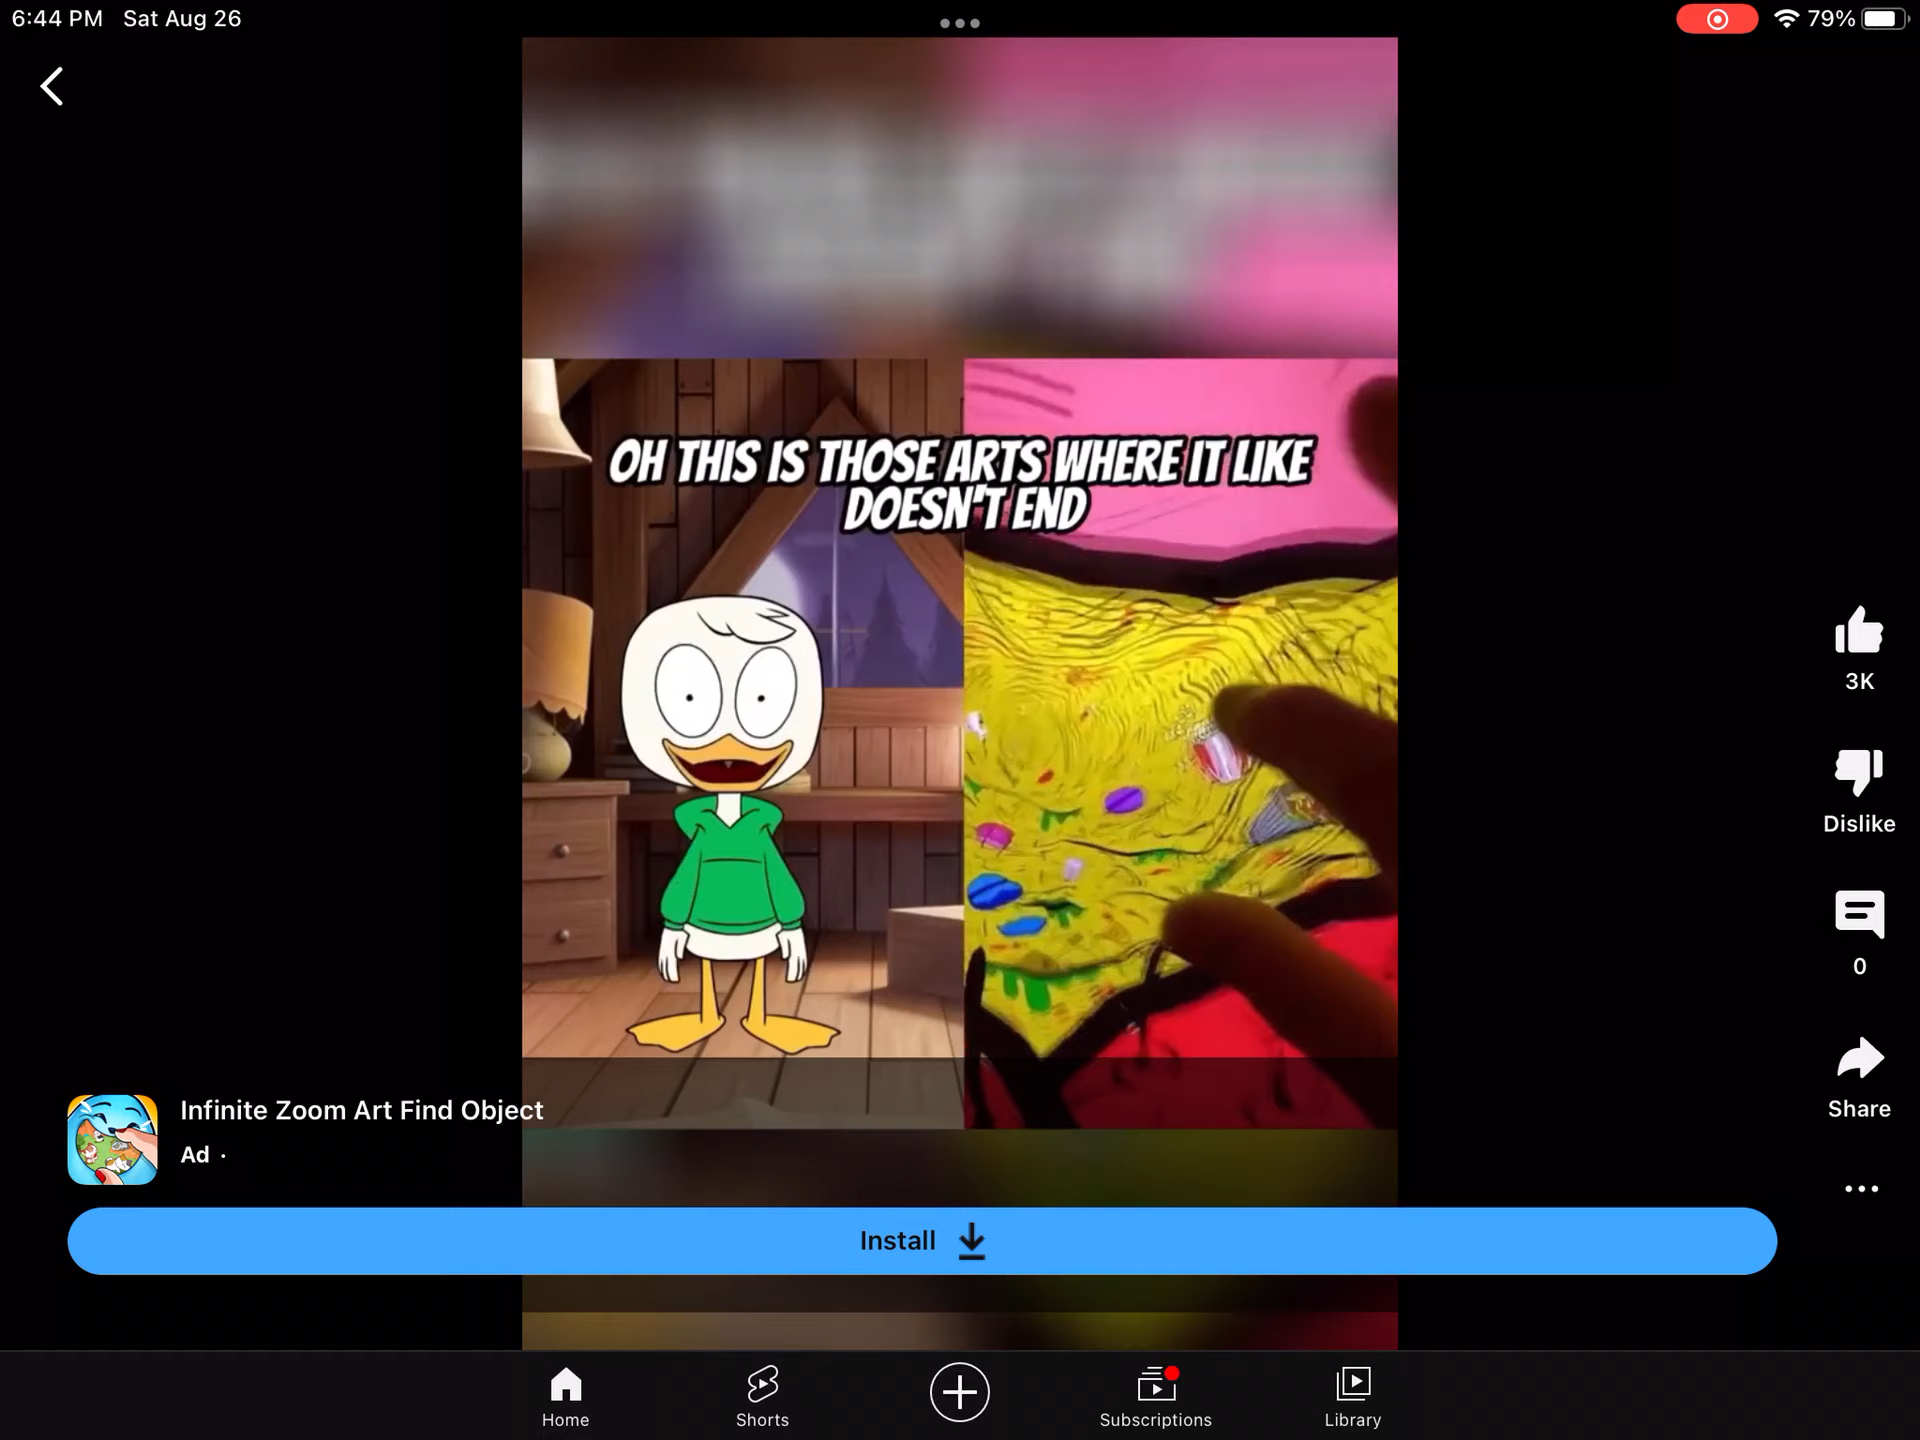 6:44 PM Sat Aug 26
79%
OH THIS IS THOSE ARTS WHERE IT LIKE
DOESN'T END
3K
Dislike
0
Share
Infinite Zoom Art Find Object
Ad ·
Install
Home
Shorts
Subscriptions
Library